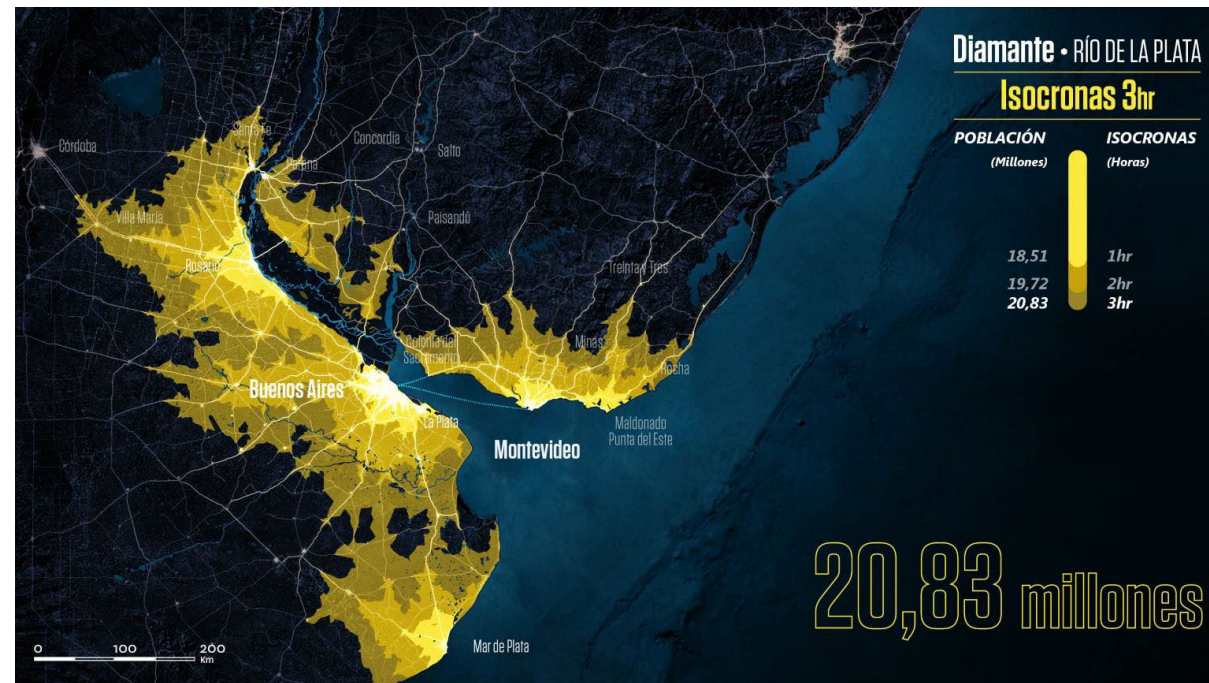 Diamante • RÍO DE LA PLATA
Isocronas 3hr
POBLACIÓN ISOCRONAS
(Millones) (Horas)
18,51 1hr
19,72 2hr
20,83 3hr
Santa Fe
Concordia
Córdoba
Salto
Paraná
Villa María
Paisandú
Rosario
Treinta y Tres
Colonia del
Sacramento
Minas
Rocha
Buenos Aires
La Plata
Maldonado
Punta del Este
Montevideo
20,83 millones
Mar de Plata
0 100 200
Km